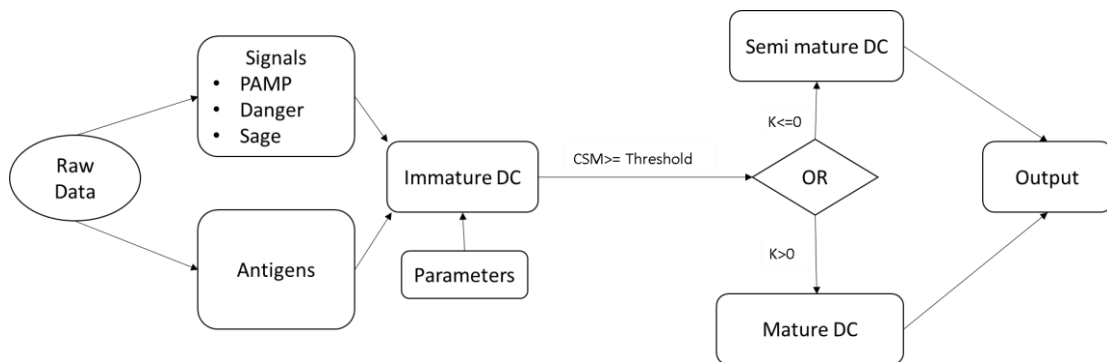 Raw
Data
Signals
• PAMP
• Danger
• Sage
Antigens
Immature DC
Parameters
CSM>= Threshold
OR
K<=0
K>0
Semi mature DC
Mature DC
Output